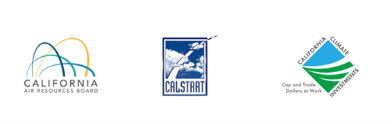 CALIFORNIA
AIR RESOURCES BOARD
CALSTART
CALIFORNIA CLIMATE
INVESTMENTS
Cap and Trade
Dollars at Work